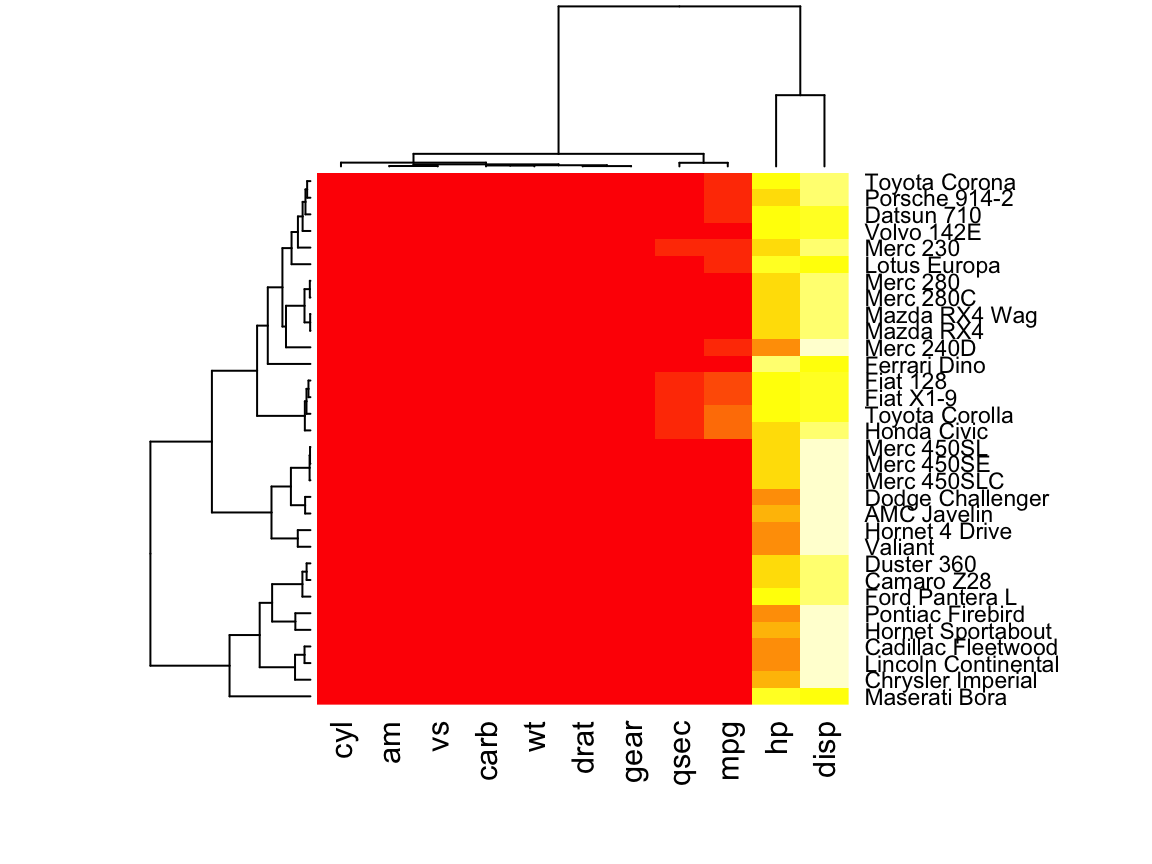 Toyota Corona
Porsche 914-2
Datsun 710
Volvo 142E
Merc 230
Lotus Europa
Merc 280
Merc 280C
Mazda RX4 Wag
Mazda RX4
Merc 240D
Ferrari Dino
Fiat 128
Fiat X1-9
Toyota Corolla
Honda Civic
Merc 450SL
Merc 450SE
Merc 450SLC
Dodge Challenger
AMC Javelin
Hornet 4 Drive
Valiant
Duster 360
Camaro Z28
Ford Pantera L
Pontiac Firebird
Hornet Sportabout
Cadillac Fleetwood
Lincoln Continental
Chrysler Imperial
Maserati Bora
cyl
am
vs
carb
wt
drat
gear
qsec
mpg
hp
disp